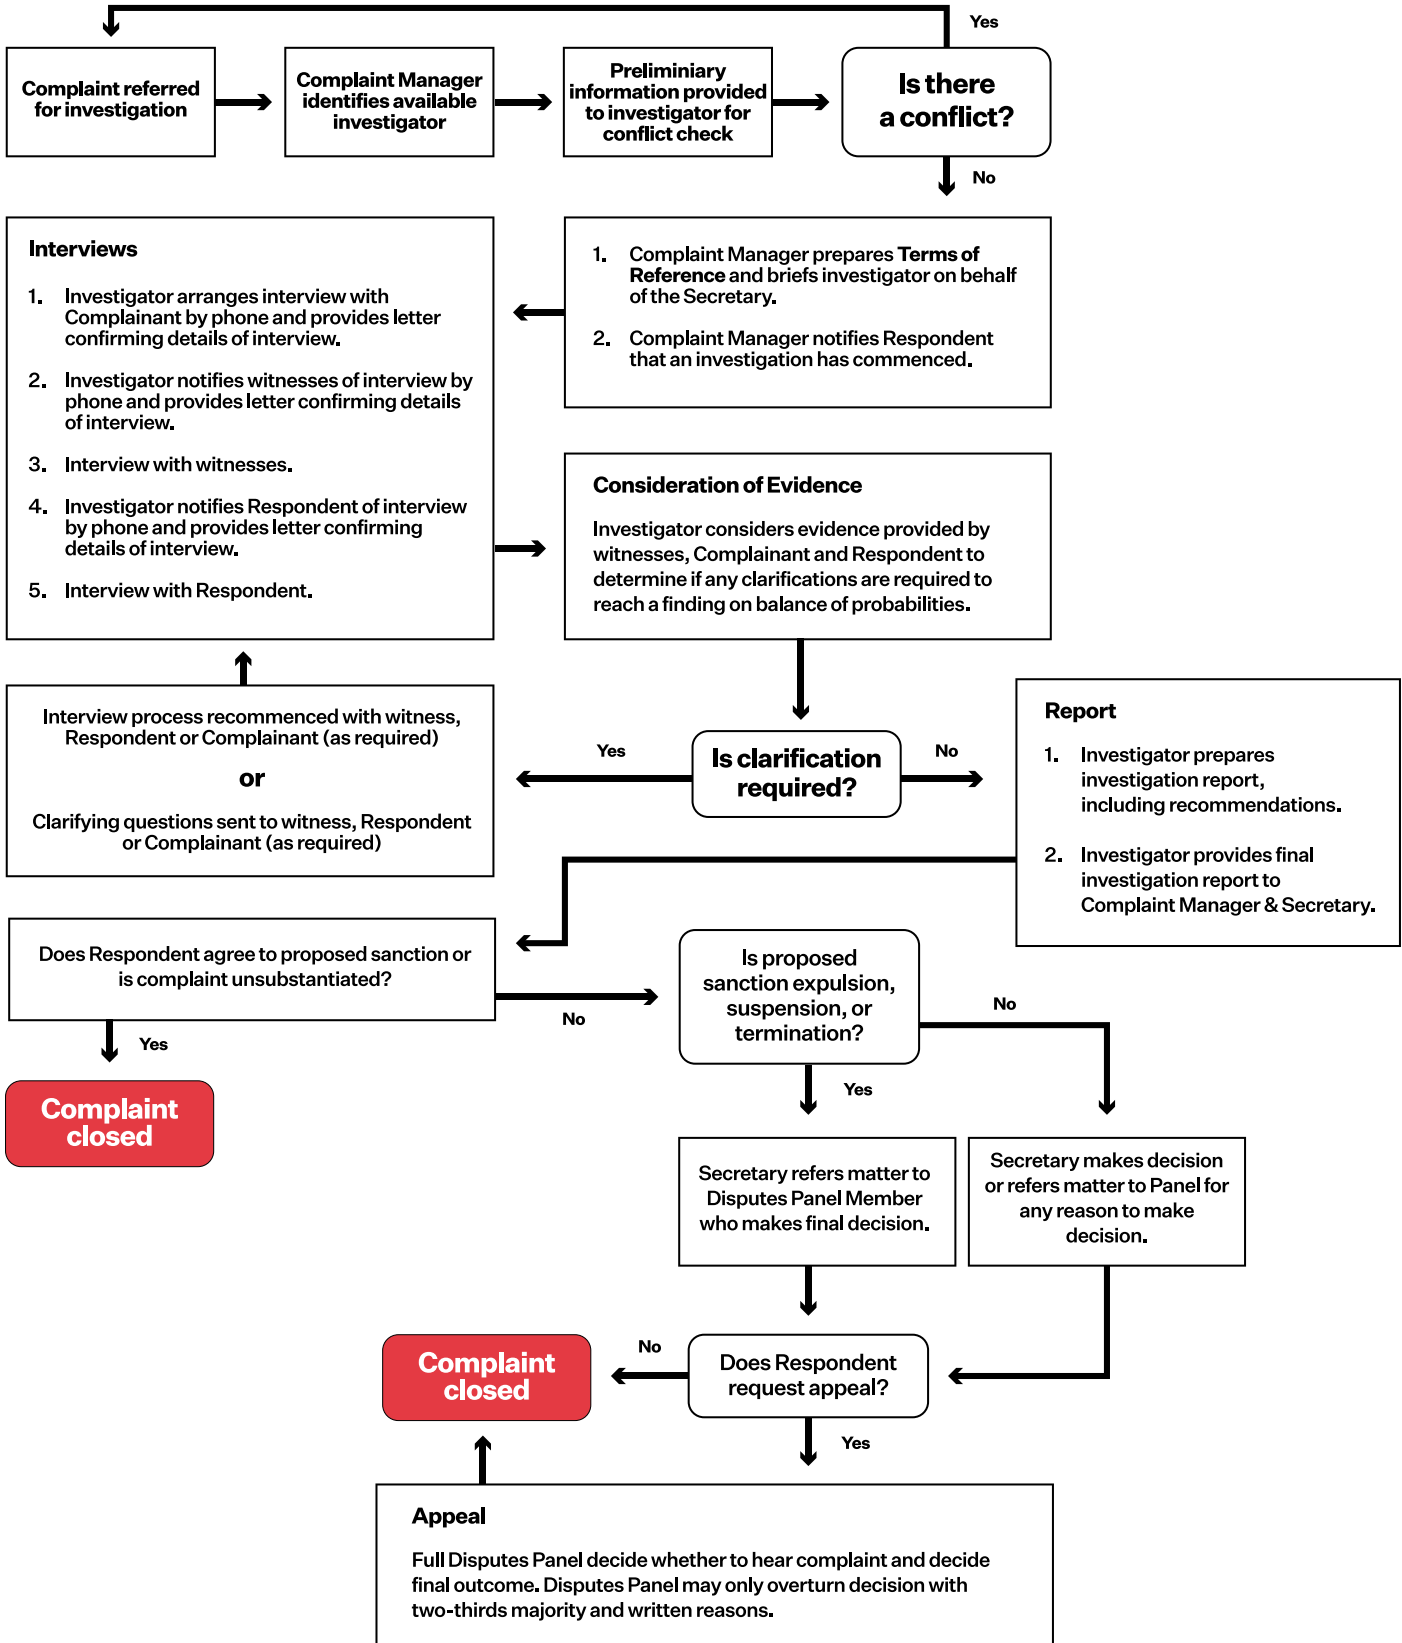 Yes
Complaint referred
for investigation
Complaint Manager
identifies available
investigator
Preliminiary
information provided
to investigator for
conflict check
Is there
a conflict?
No
1. Complaint Manager prepares Terms of
Reference and briefs investigator on behalf
of the Secretary.
2. Complaint Manager notifies Respondent
that an investigation has commenced.
Interviews
1. Investigator arranges interview with
Complainant by phone and provides letter
confirming details of interview.
2. Investigator notifies witnesses of interview by
phone and provides letter confirming details
of interview.
3. Interview with witnesses.
4. Investigator notifies Respondent of interview
by phone and provides letter confirming
details of interview.
5. Interview with Respondent.
Consideration of Evidence
Investigator considers evidence provided by
witnesses, Complainant and Respondent to
determine if any clarifications are required to
reach a finding on balance of probabilities.
Is clarification
required?
Yes
No
Interview process recommenced with witness,
Respondent or Complainant (as required)
or
Clarifying questions sent to witness, Respondent
or Complainant (as required)
Report
1. Investigator prepares
investigation report,
including recommendations.
2. Investigator provides final
investigation report to
Complaint Manager & Secretary.
Does Respondent agree to proposed sanction or
is complaint unsubstantiated?
Yes
No
Complaint
closed
Is proposed
sanction expulsion,
suspension, or
termination?
No
Yes
Secretary refers matter to
Disputes Panel Member
who makes final decision.
Secretary makes decision
or refers matter to Panel for
any reason to make
decision.
Does Respondent
request appeal?
No
Complaint
closed
Yes
Appeal
Full Disputes Panel decide whether to hear complaint and decide
final outcome. Disputes Panel may only overturn decision with
two-thirds majority and written reasons.